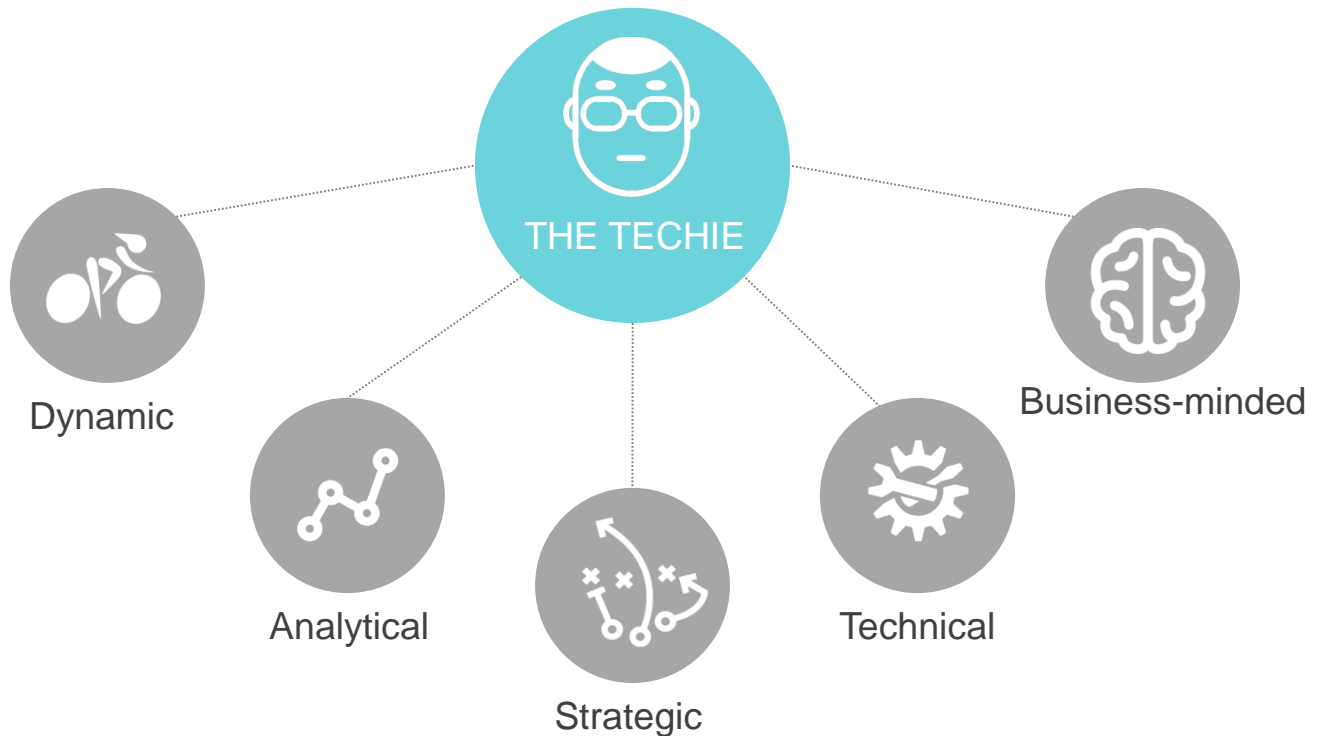 THE TECHIE
Dynamic
Business-minded
Analytical
Technical
Strategic